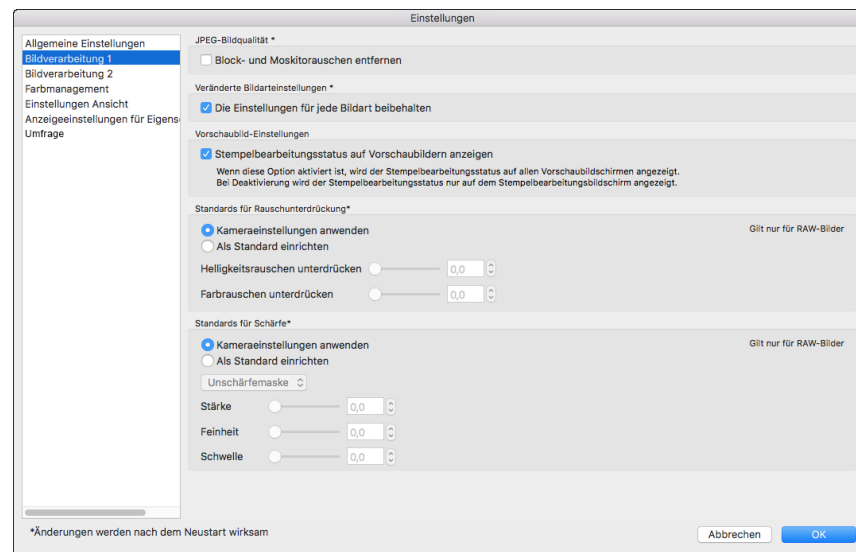 Einstellungen
Allgemeine Einstellungen
Bildverarbeitung 1
Bildverarbeitung 2
Farbmanagement
Einstellungen Ansicht
Anzeigeeinstellungen für Eigens
Umfrage
JPEG-Bildqualität *
Block- und Moskitorauschen entfernen
Veränderte Bildarteinstellungen *
Die Einstellungen für jede Bildart beibehalten
Vorschaubild-Einstellungen
Stempelbearbeitungsstatus auf Vorschaubildern anzeigen
Wenn diese Option aktiviert ist, wird der Stempelbearbeitungsstatus auf allen Vorschaubildschirmen angezeigt.
Bei Deaktivierung wird der Stempelbearbeitungsstatus nur auf dem Stempelbearbeitungsbildschirm angezeigt.
Standards für Rauschunterdrückung*
Kameraeinstellungen anwenden Gilt nur für RAW-Bilder
Als Standard einrichten
Helligkeitsrauschen unterdrücken 0,0
Farbrauschen unterdrücken 0,0
Standards für Schärfe*
Kameraeinstellungen anwenden Gilt nur für RAW-Bilder
Als Standard einrichten
Unschärfemaske
Stärke 0,0
Feinheit 0,0
Schwelle 0,0
*Änderungen werden nach dem Neustart wirksam
Abbrechen OK